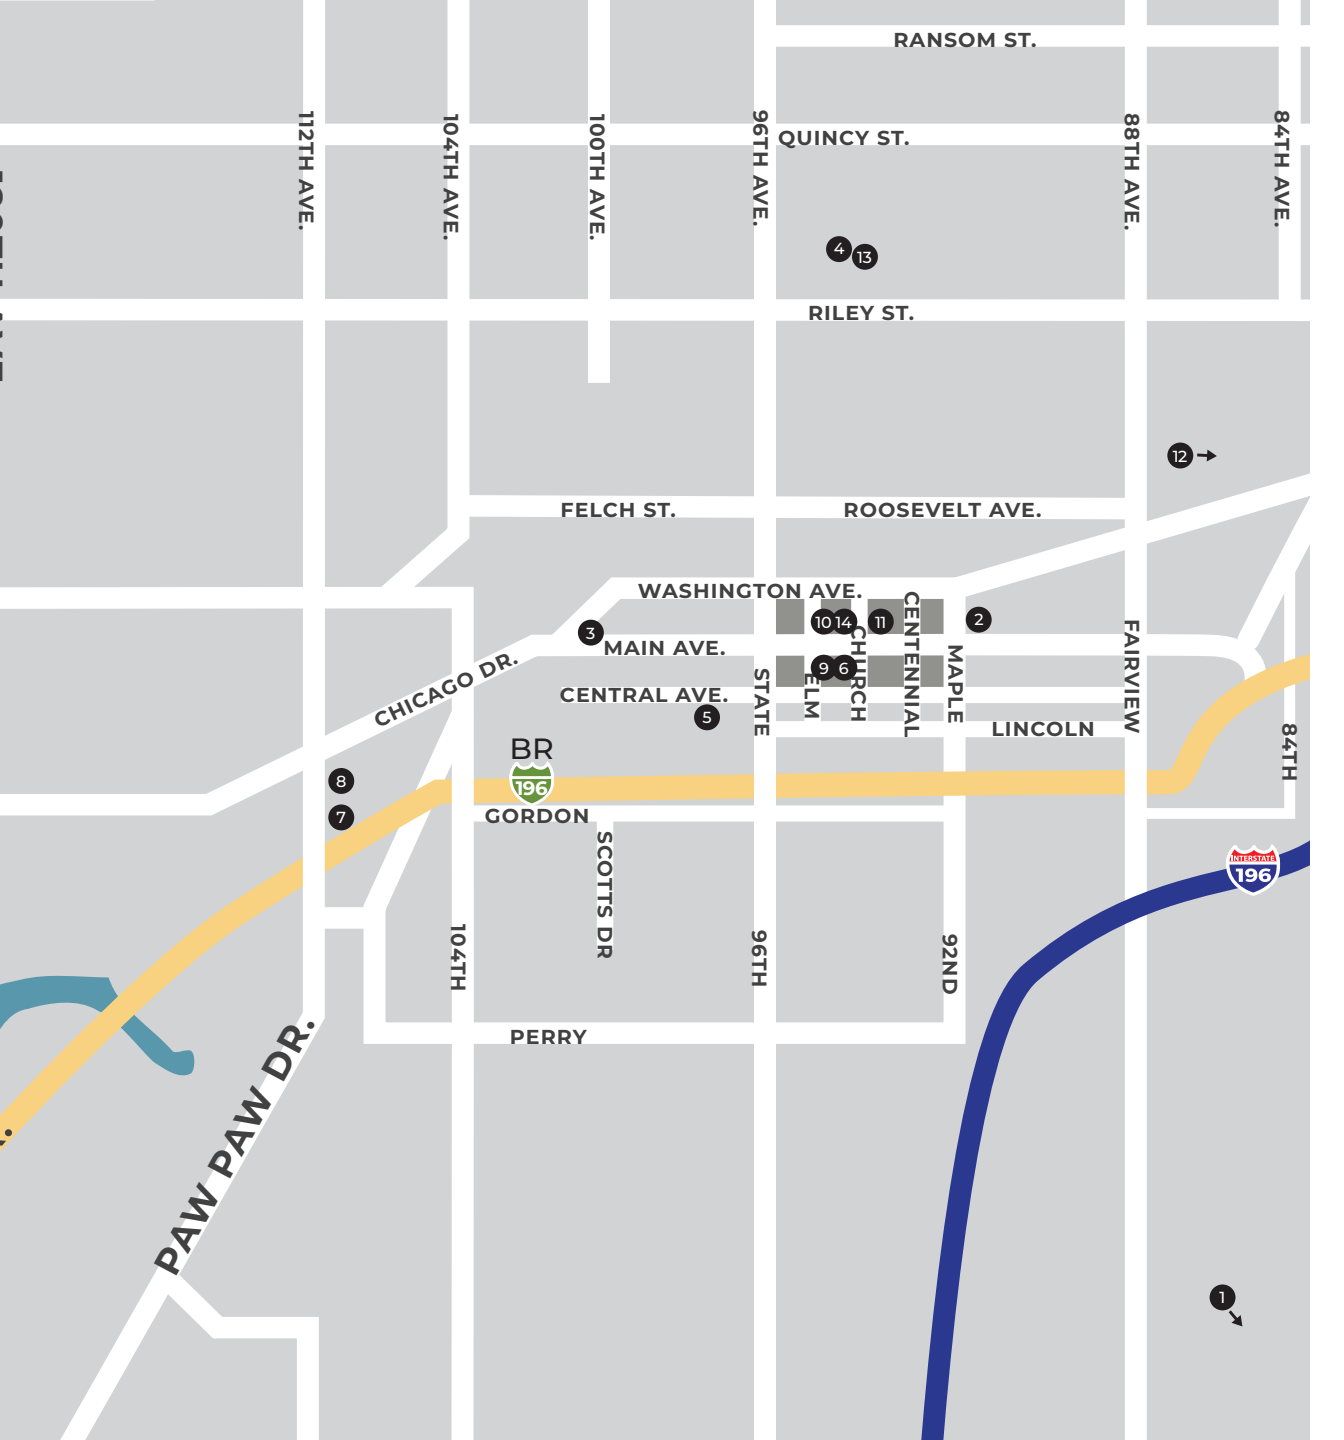 RANSOM ST.
112TH AVE.
104TH AVE.
100TH AVE.
96TH AVE.
QUINCY ST.
88TH AVE.
84TH AVE.
4
13
RILEY ST.
12
FELCH ST.
ROOSEVELT AVE.
WASHINGTON AVE.
3
MAIN AVE.
10
14
11
2
CHURCH
CENTENNIAL
MAPLE
FAIRVIEW
CHICAGO DR.
9
6
CENTRAL AVE.
STATE
ELM
5
LINCOLN
84TH
BR
196
8
7
GORDON
SCOTTS DR
INTERSTATE
196
104TH
96TH
92ND
PERRY
PAW PAW DR.
1